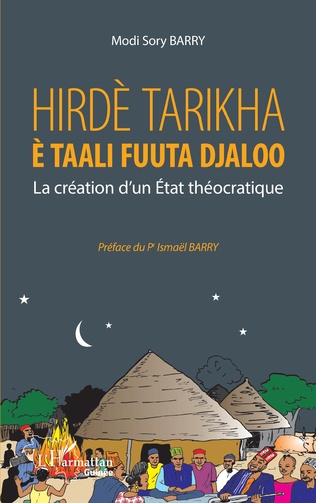 Modi Sory BARRY
HIRDÈ TARIKHA
È TAALI FUUTA DJALOO
La création d'un État théocratique
Préface du Pr Ismaël BARRY
L'Harmattan
Guinée